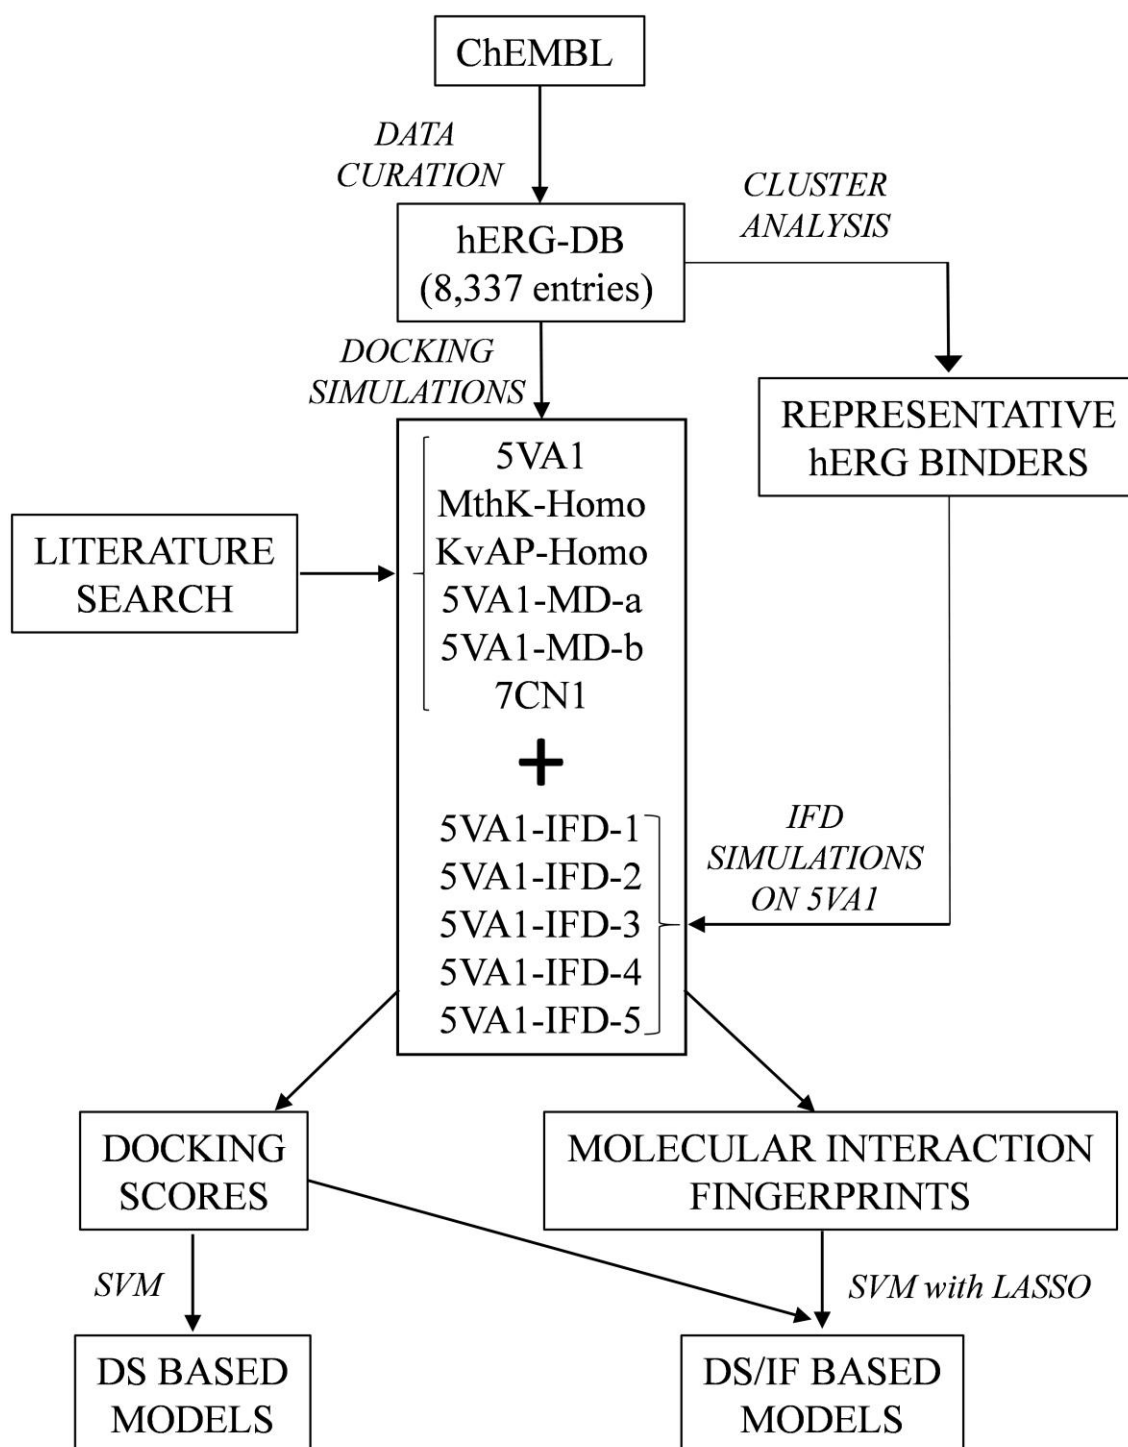 ChEMBL
DATA
CURATION
CLUSTER
ANALYSIS
hERG-DB
(8,337 entries)
DOCKING
SIMULATIONS
REPRESENTATIVE
hERG BINDERS
LITERATURE
SEARCH
5VA1
MthK-Homo
KvAP-Homo
5VA1-MD-a
5VA1-MD-b
7CN1
+
5VA1-IFD-1
5VA1-IFD-2
5VA1-IFD-3
5VA1-IFD-4
5VA1-IFD-5
IFD
SIMULATIONS
ON 5VA1
DOCKING
SCORES
MOLECULAR INTERACTION
FINGERPRINTS
SVM
SVM with LASSO
DS BASED
MODELS
DS/IF BASED
MODELS